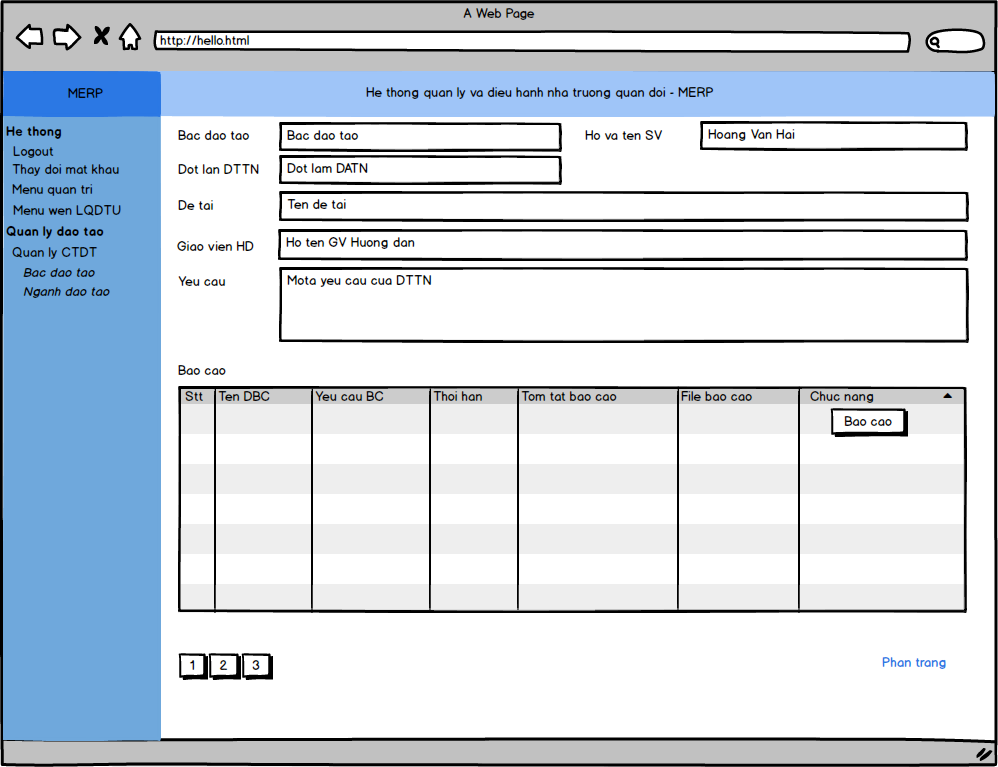 A Web Page
http://hello.html
MERP
He thong quan ly va dieu hanh nha truong quan doi - MERP
He thong
Logout
Thay doi mat khau
Menu quan tri
Menu wen LQDTU
Quan ly dao tao
Quan ly CTDT
Bac dao tao
Nganh dao tao
Bac dao tao
Bac dao tao
Ho va ten SV
Hoang Van Hai
Dot lan DTTN
Dot lam DATN
De tai
Ten de tai
Giao vien HD
Ho ten GV Huong dan
Yeu cau
Mota yeu cau cua DTTN
Bao cao
Stt Ten DBC Yeu cau BC Thoi han Tom tat bao cao File bao cao Chuc nang
Bao cao
1 2 3
Phan trang